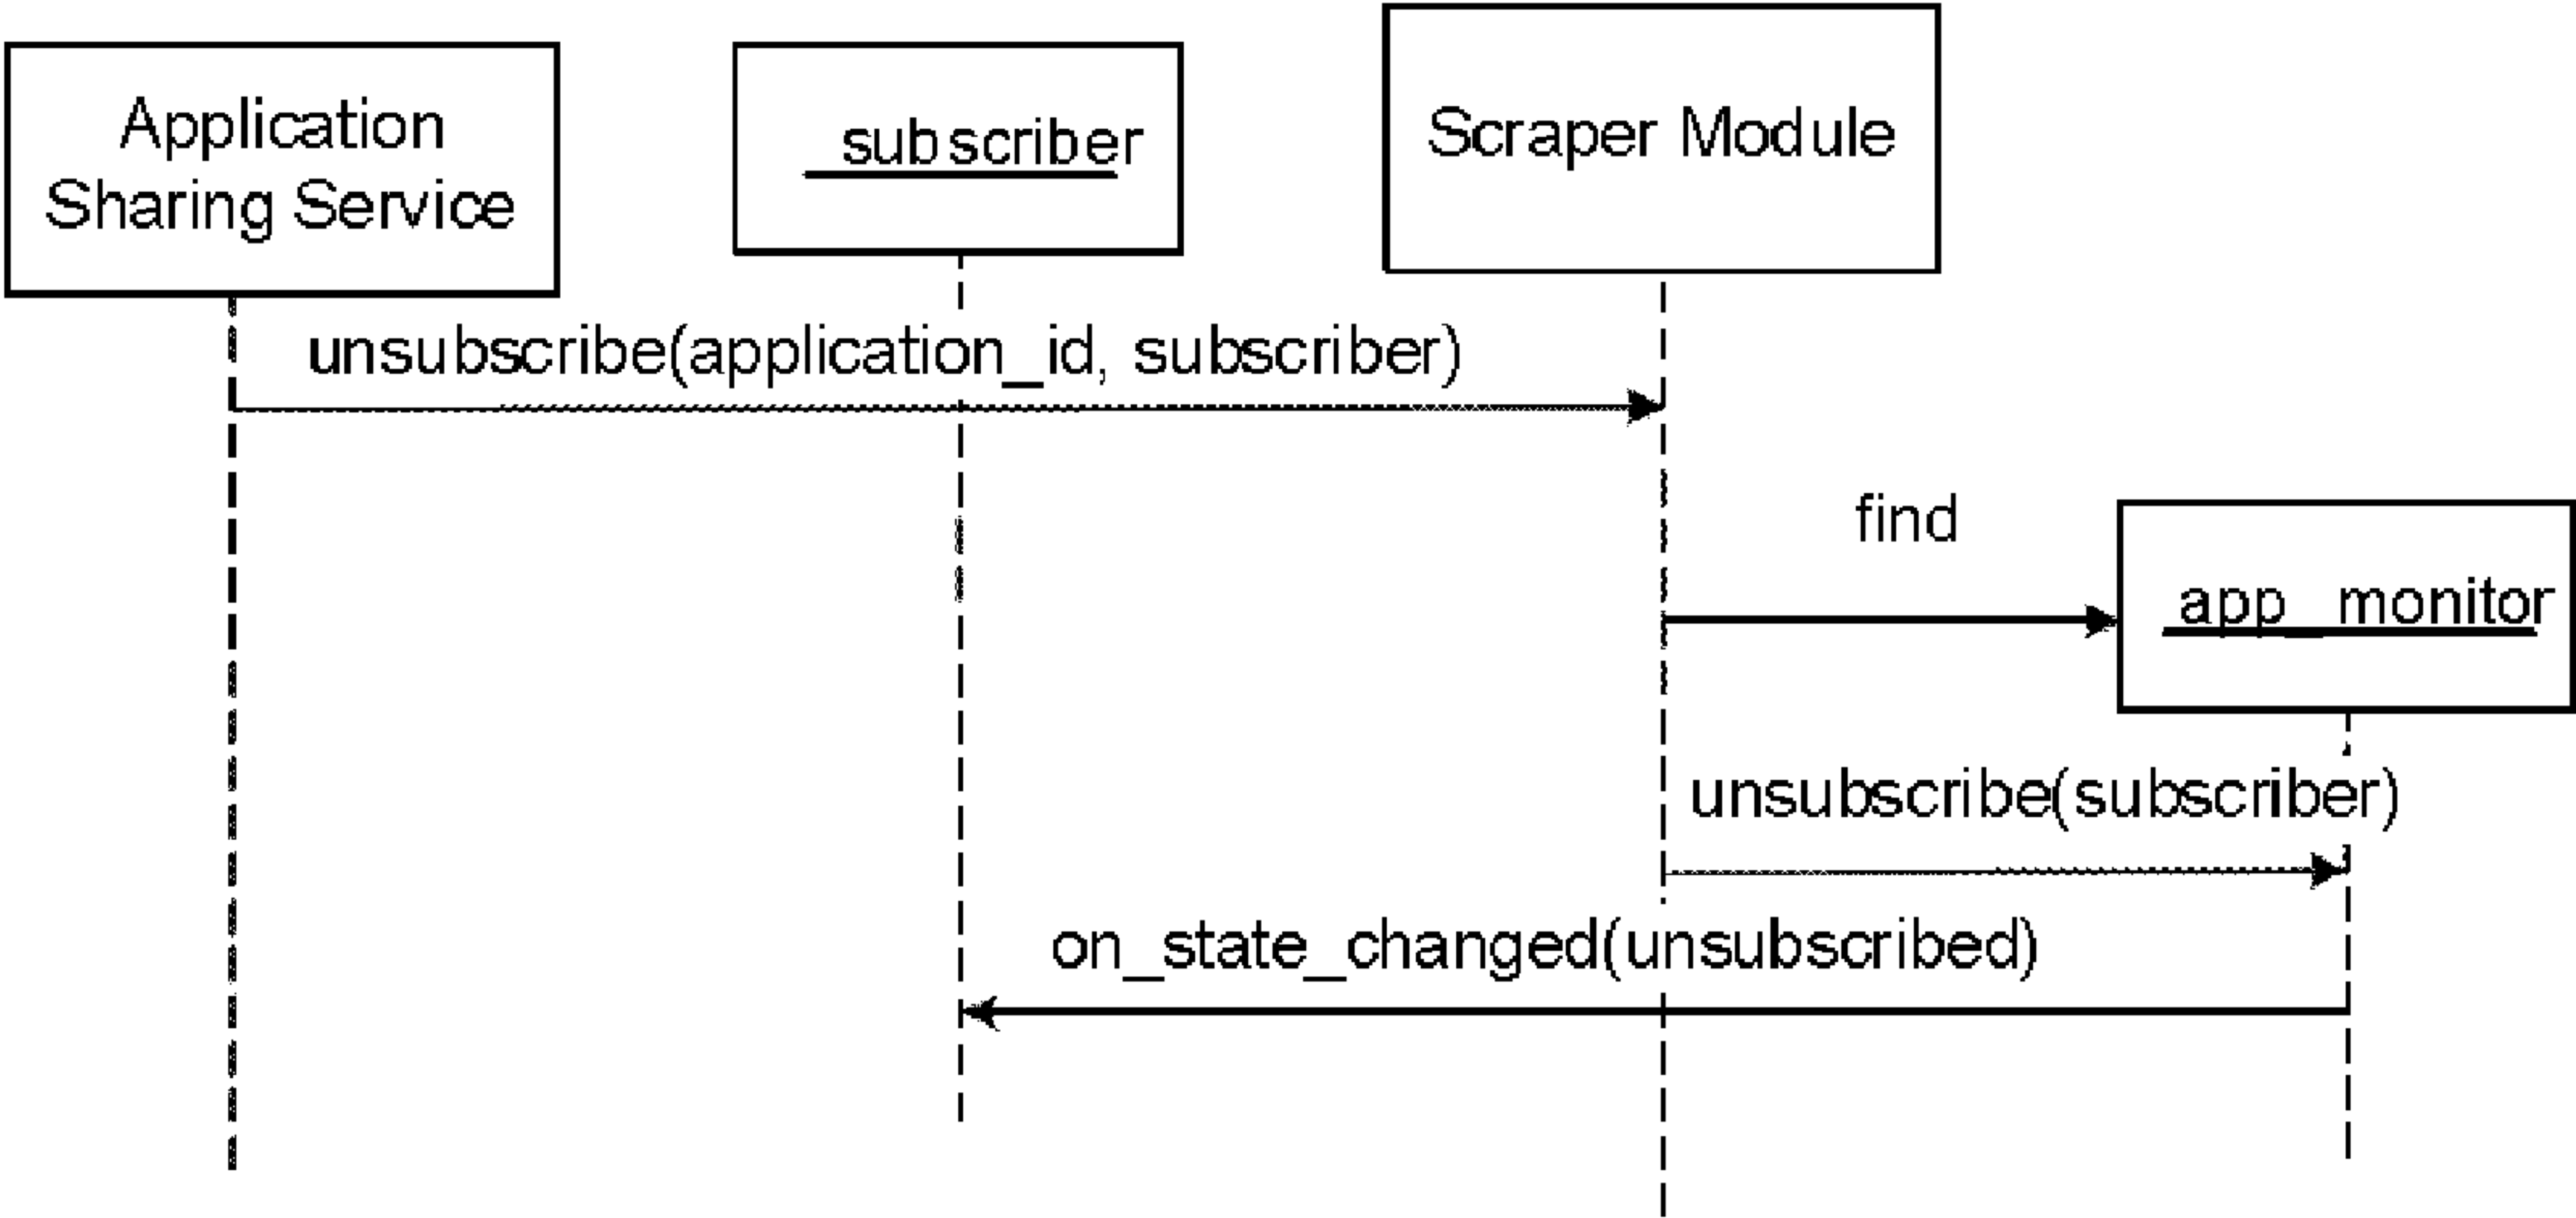 Application
Sharing Service
subscriber
Scraper Module
unsubscribe(application_id, subscriber)
find
app_monitor
unsubscribe(subscriber)
on_state_changed(unsubscribed)